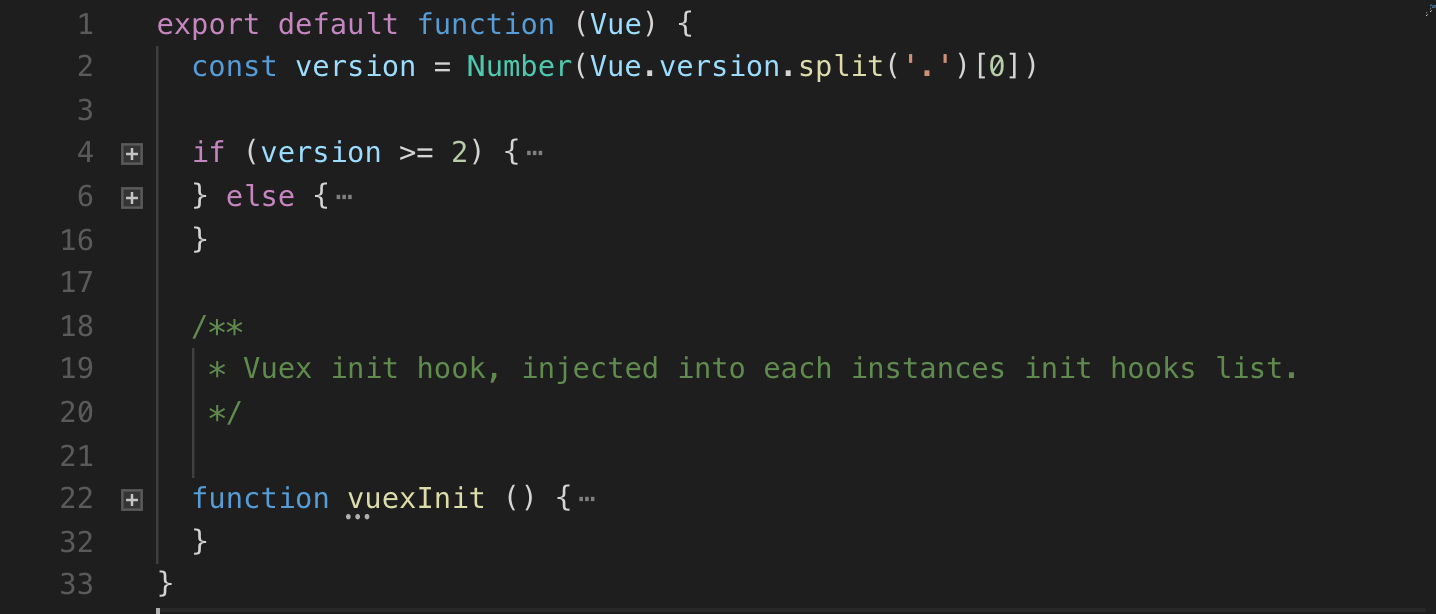 1 export default function (Vue) {
2 const version = Number(Vue.version.split('.')[0])
3
4 if (version >= 2) {⋯
6 } else {⋯
16 }
17
18 /**
19 * Vuex init hook, injected into each instances init hooks list.
20 */
21
22 function vuexInit () {⋯
32 }
33 }